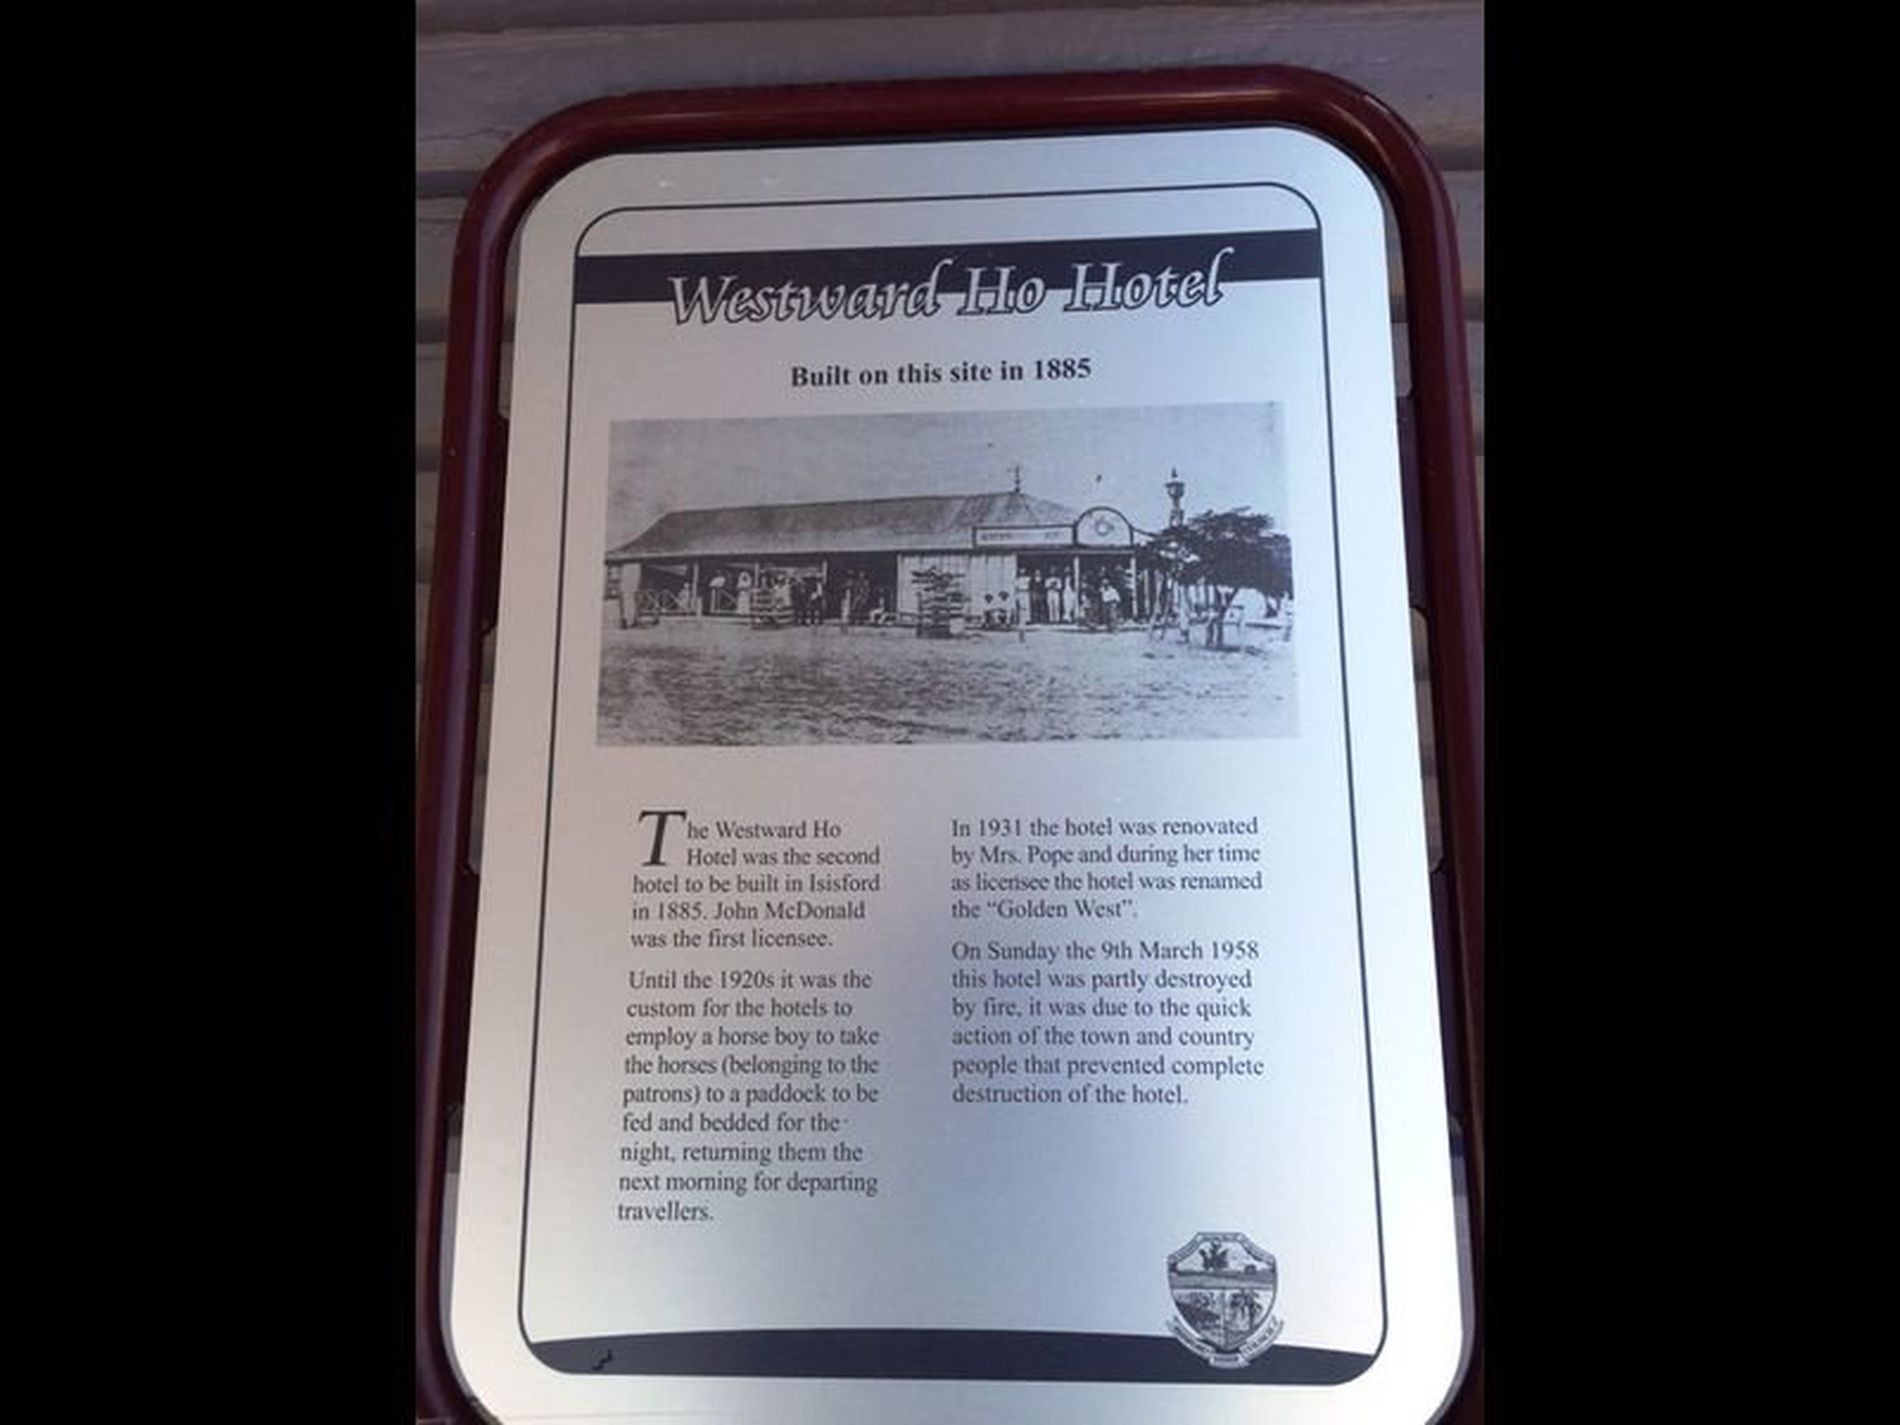 Westward Ho Hotel
Built on this site in 1885
The Westward Ho
Hotel was the second
hotel to be built in Isisford
in 1885. John McDonald
was the first licensee.
Until the 1920s it was the
custom for the hotels to
employ a horse boy to take
the horses (belonging to the
patrons) to a paddock to be
fed and bedded for the
night, returning them the
next morning for departing
travellers.
In 1931 the hotel was renovated
by Mrs. Pope and during her time
as licensee the hotel was renamed
the “Golden West”.
On Sunday the 9th March 1958
this hotel was partly destroyed
by fire, it was due to the quick
action of the town and country
people that prevented complete
destruction of the hotel.